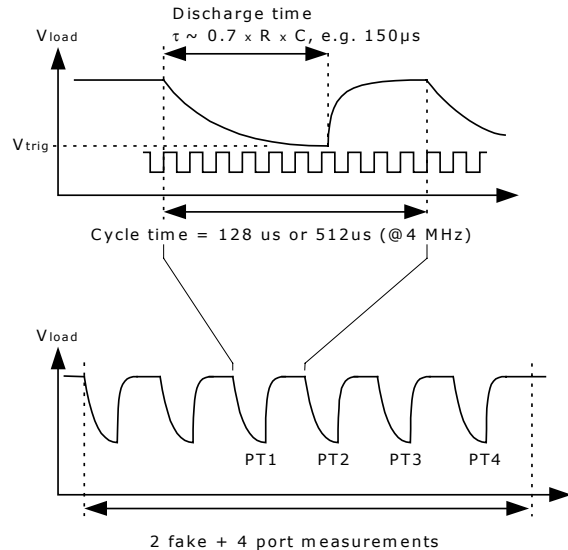 Discharge time
τ ~ 0.7 x R x C, e.g. 150µs
Vload
Vtrig
Cycle time = 128 us or 512us (@4 MHz)
Vload
PT1 PT2 PT3 PT4
2 fake + 4 port measurements